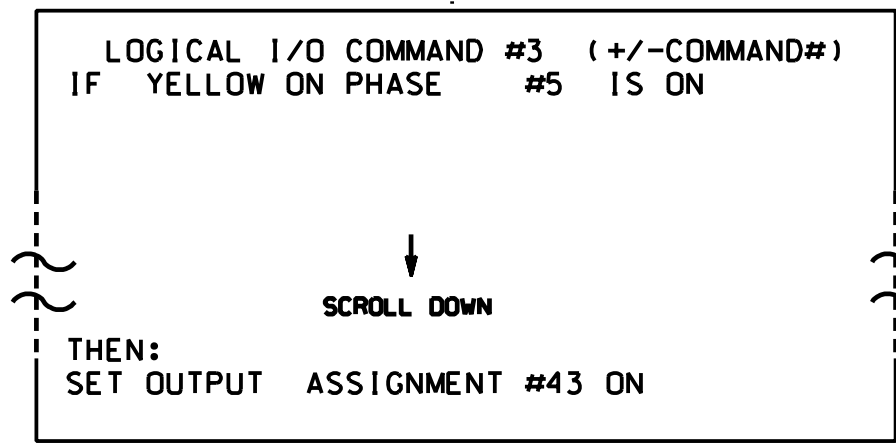 LOGICAL I/O COMMAND #3 (+/-COMMAND#)
IF YELLOW ON PHASE #5 IS ON
SCROLL DOWN
THEN:
SET OUTPUT ASSIGNMENT #43 ON